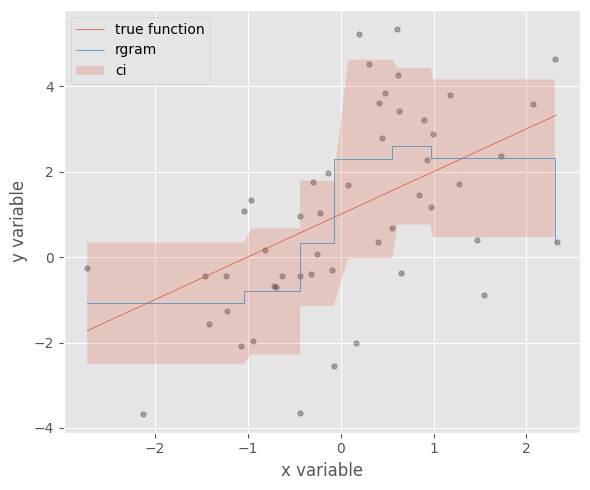 true function
rgram
ci
y variable
4
2
0
−2
−4
−2
−1
0
1
2
x variable